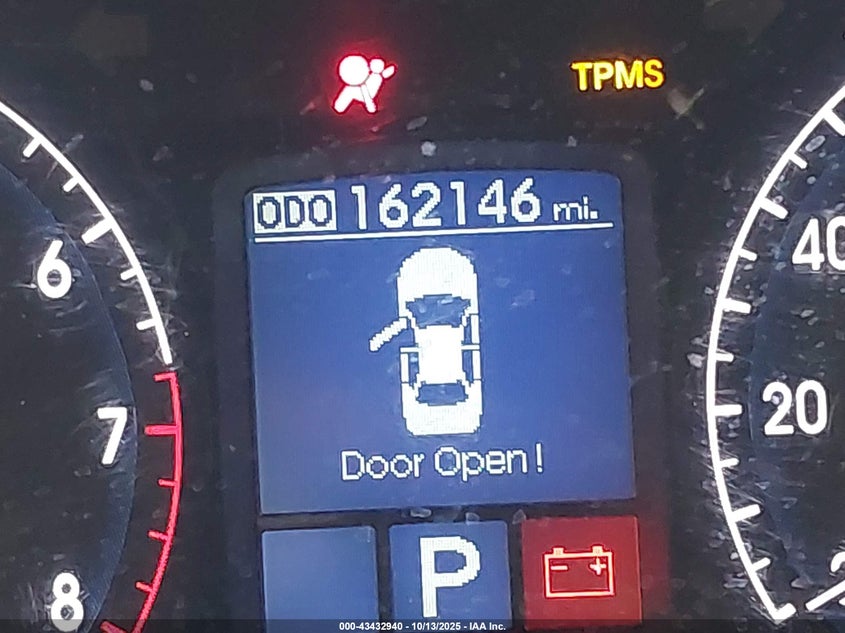 TPMS
ODO 162146 mi.
6
40
7
20
Door Open!
8
P
- +
000-43432940 - 10/13/2025 - IAA Inc.